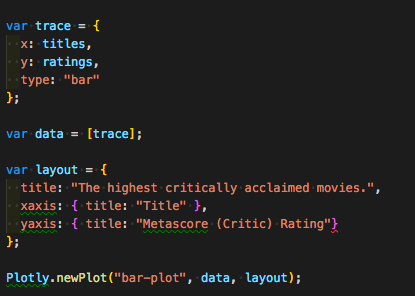 var trace = {
  x: titles,
  y: ratings,
  type: "bar"
};
var data = [trace];
var layout = {
  title: "The highest critically acclaimed movies.",
  xaxis: { title: "Title" },
  yaxis: { title: "Metascore (Critic) Rating"}
};
Plotly.newPlot("bar-plot", data, layout);